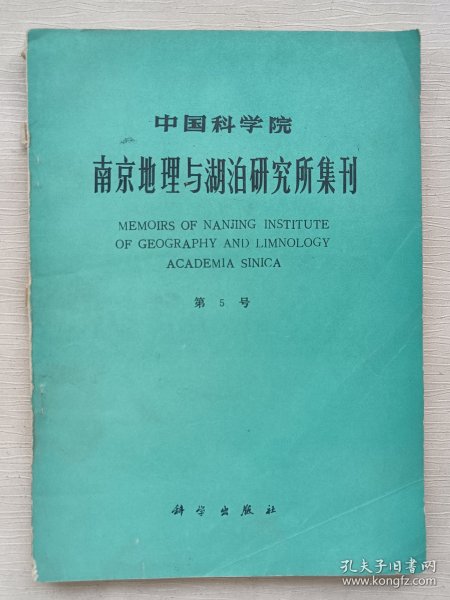 中国科学院
南京地理与湖泊研究所集刊
MEMOIRS OF NANJING INSTITUTE
OF GEOGRAPHY AND LIMNOLOGY
ACADEMIA SINICA
第 5 号
科学出版社
孔夫子旧书网
www.kongfz.com